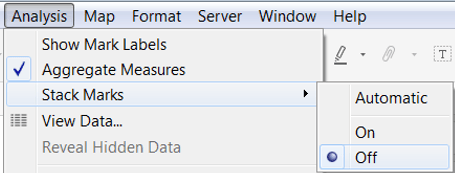 Analysis Map Format Server Window Help
Show Mark Labels
Aggregate Measures
Stack Marks
View Data...
Reveal Hidden Data
T
Automatic
On
Off